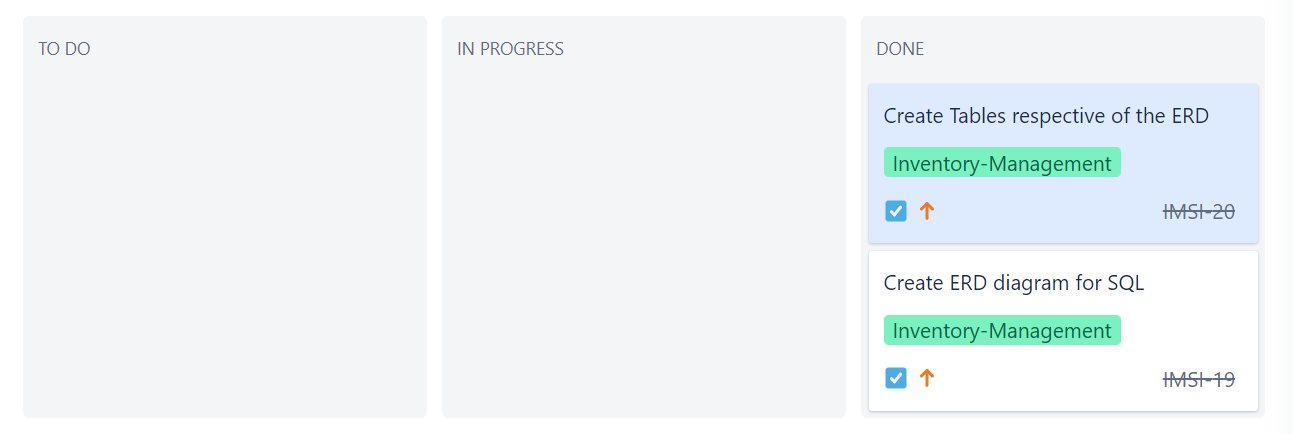 TO DO
IN PROGRESS
DONE
Create Tables respective of the ERD
Inventory-Management
IMSI-20
Create ERD diagram for SQL
Inventory-Management
IMSI-19